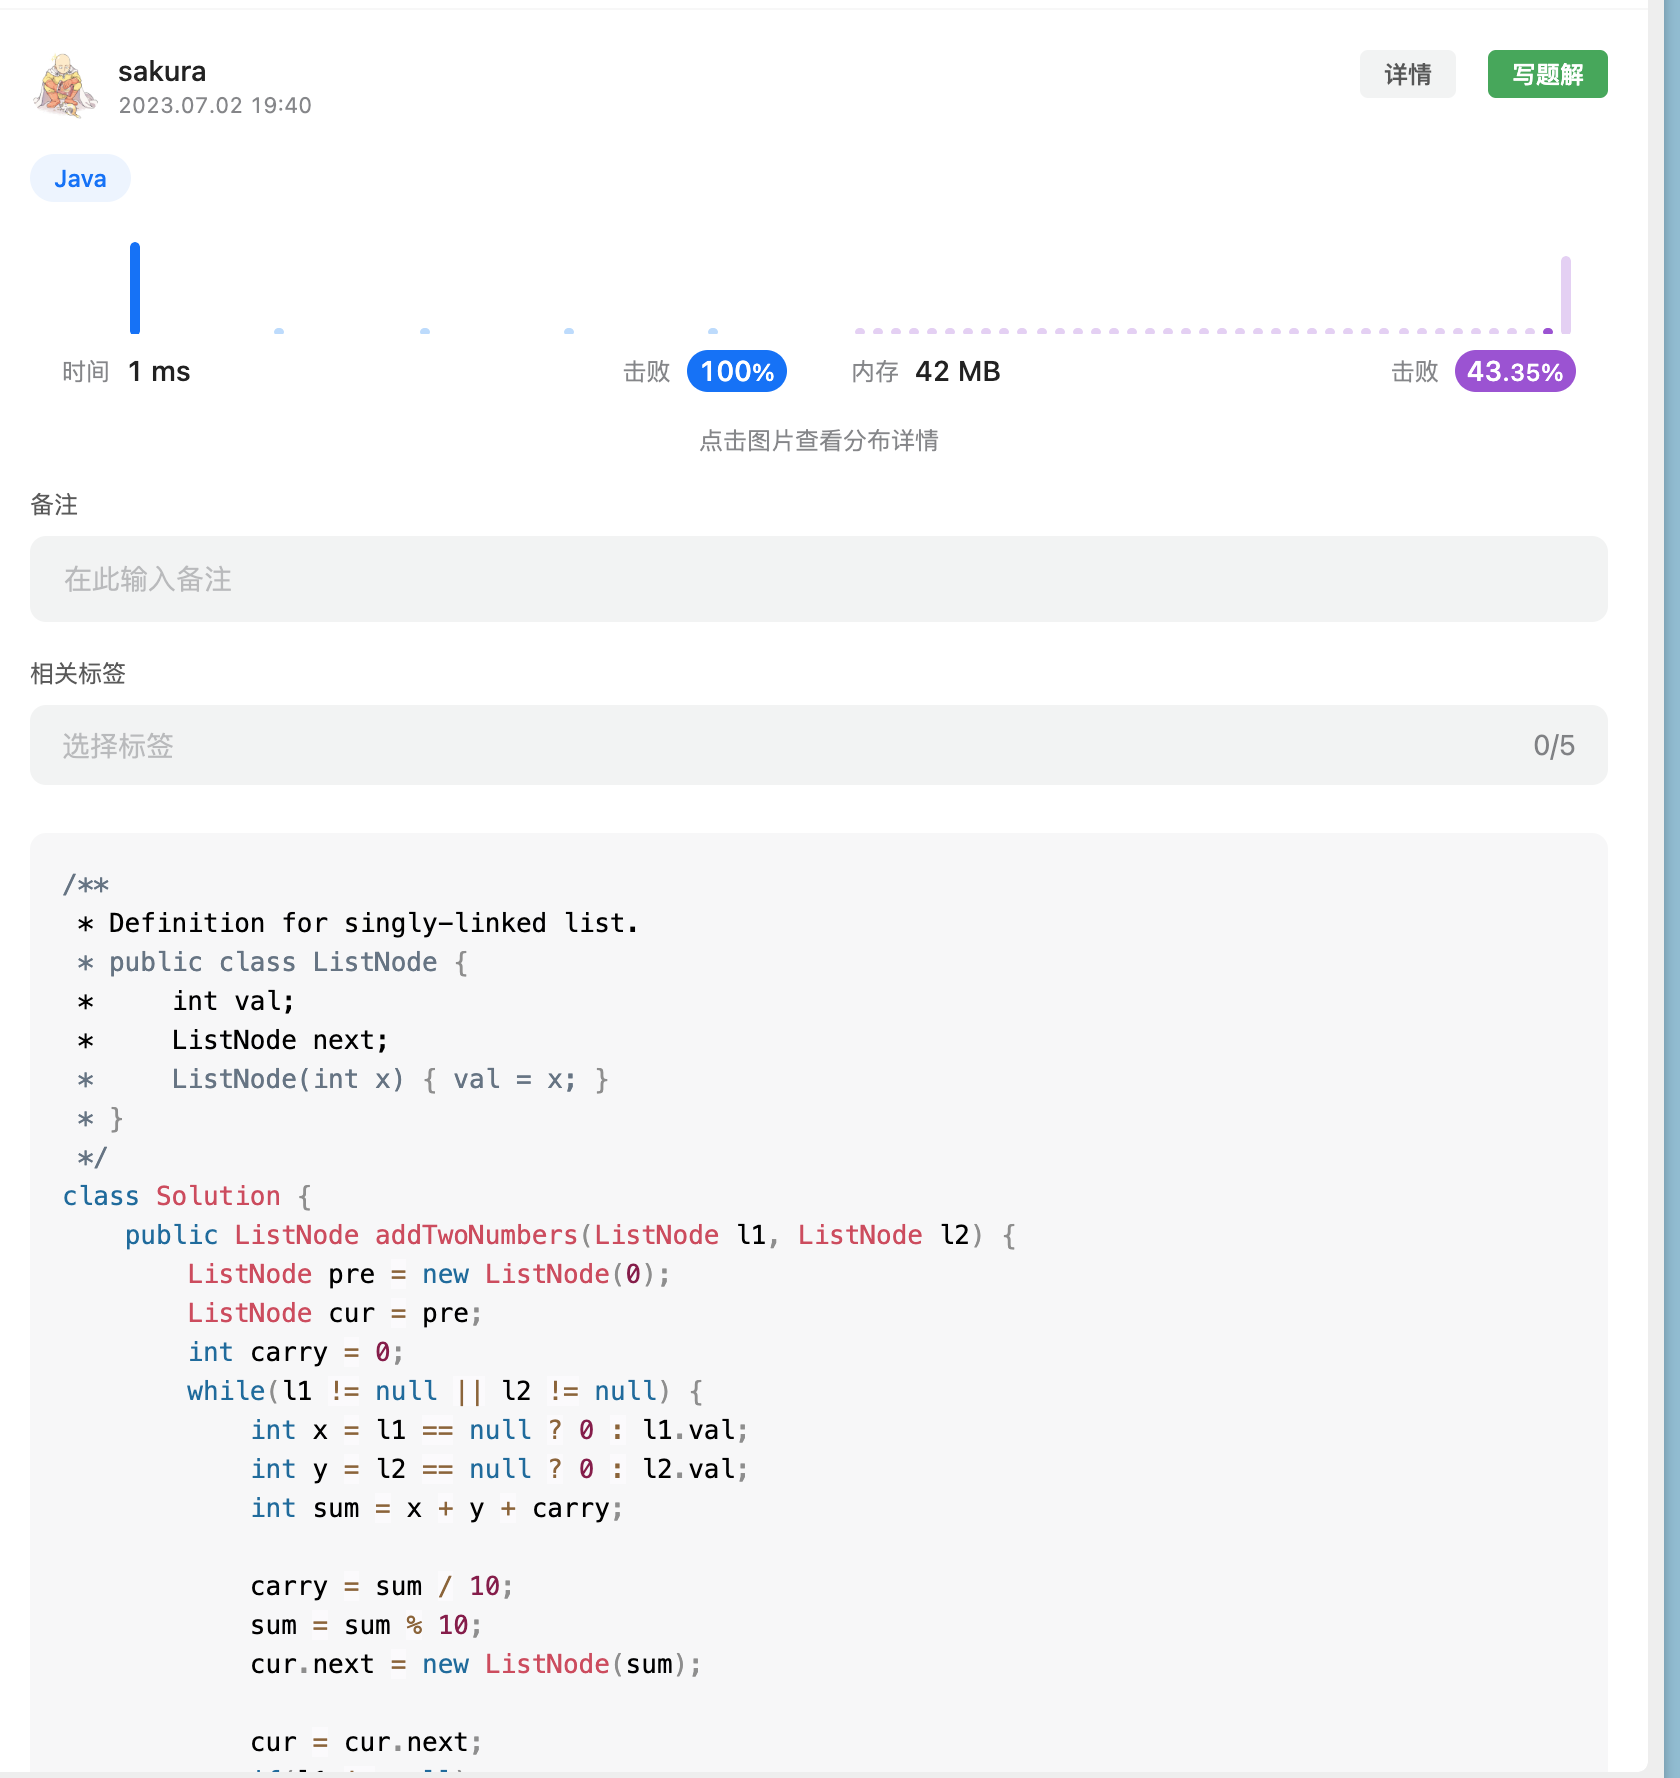 sakura
2023.07.02 19:40
详情
写题解
Java
时间 1 ms
击败 100%
内存 42 MB
击败 43.35%
点击图片查看分布详情
备注
在此输入备注
相关标签
选择标签
0/5
/**
 * Definition for singly-linked list.
 * public class ListNode {
 *     int val;
 *     ListNode next;
 *     ListNode(int x) { val = x; }
 * }
 */
class Solution {
    public ListNode addTwoNumbers(ListNode l1, ListNode l2) {
        ListNode pre = new ListNode(0);
        ListNode cur = pre;
        int carry = 0;
        while(l1 != null || l2 != null) {
            int x = l1 == null ? 0 : l1.val;
            int y = l2 == null ? 0 : l2.val;
            int sum = x + y + carry;
            carry = sum / 10;
            sum = sum % 10;
            cur.next = new ListNode(sum);
            cur = cur.next;